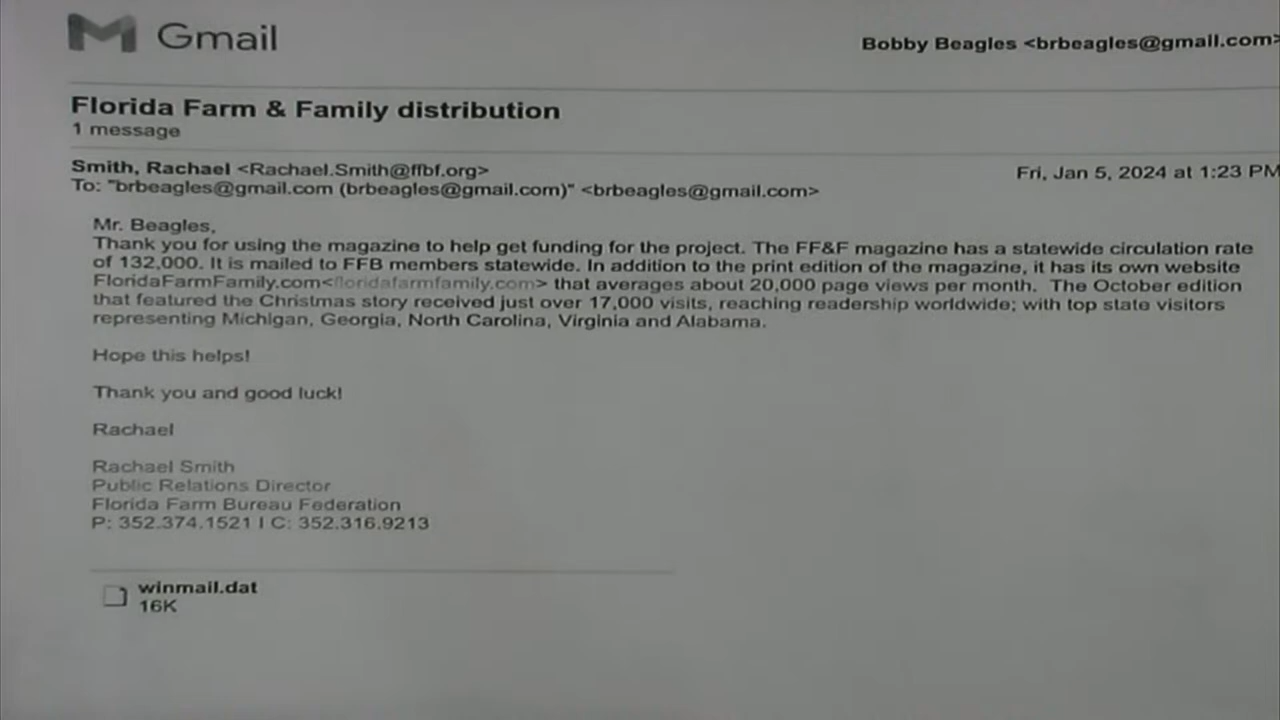 Gmail
Bobby Beagles <brbeagles@gmail.com>
Florida Farm & Family distribution
1 message
Smith, Rachael <Rachael.Smith@ffbf.org>
Fri, Jan 5, 2024 at 1:23 PM
To: "brbeagles@gmail.com (brbeagles@gmail.com)" <brbeagles@gmail.com>
Mr. Beagles,
Thank you for using the magazine to help get funding for the project. The FF&F magazine has a statewide circulation rate
of 132,000. It is mailed to FFB members statewide. In addition to the print edition of the magazine, it has its own website
FloridaFarmFamily.com<floridafarmfamily.com> that averages about 20,000 page views per month. The October edition
that featured the Christmas story received just over 17,000 visits, reaching readership worldwide; with top state visitors
representing Michigan, Georgia, North Carolina, Virginia and Alabama.
Hope this helps!
Thank you and good luck!
Rachael
Rachael Smith
Public Relations Director
Florida Farm Bureau Federation
P: 352.374.1521 I C: 352.316.9213
winmail.dat
16K